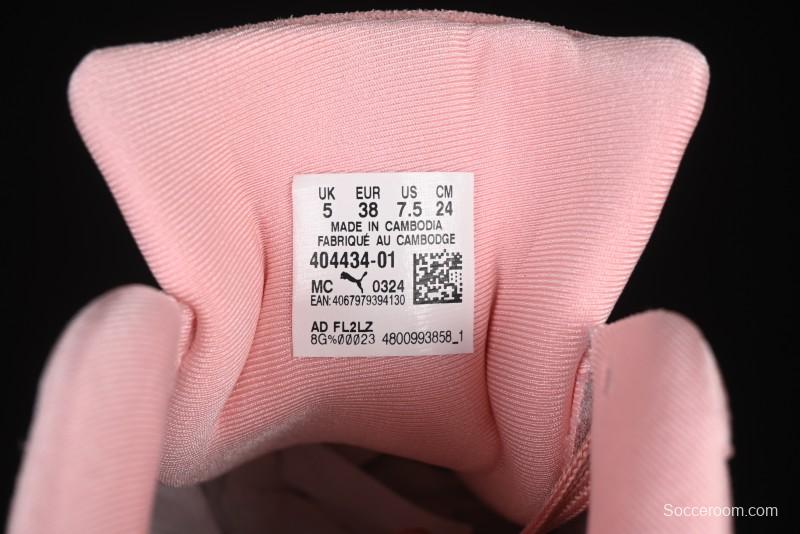 UK EUR US CM
5 38 7.5 24
MADE IN CAMBODIA
FABRIQUÉ AU CAMBODGE
404434-01
MC 0324
EAN: 4067979394130
AD FL2LZ
8G%00023 4800993858_1
Socceroom.com